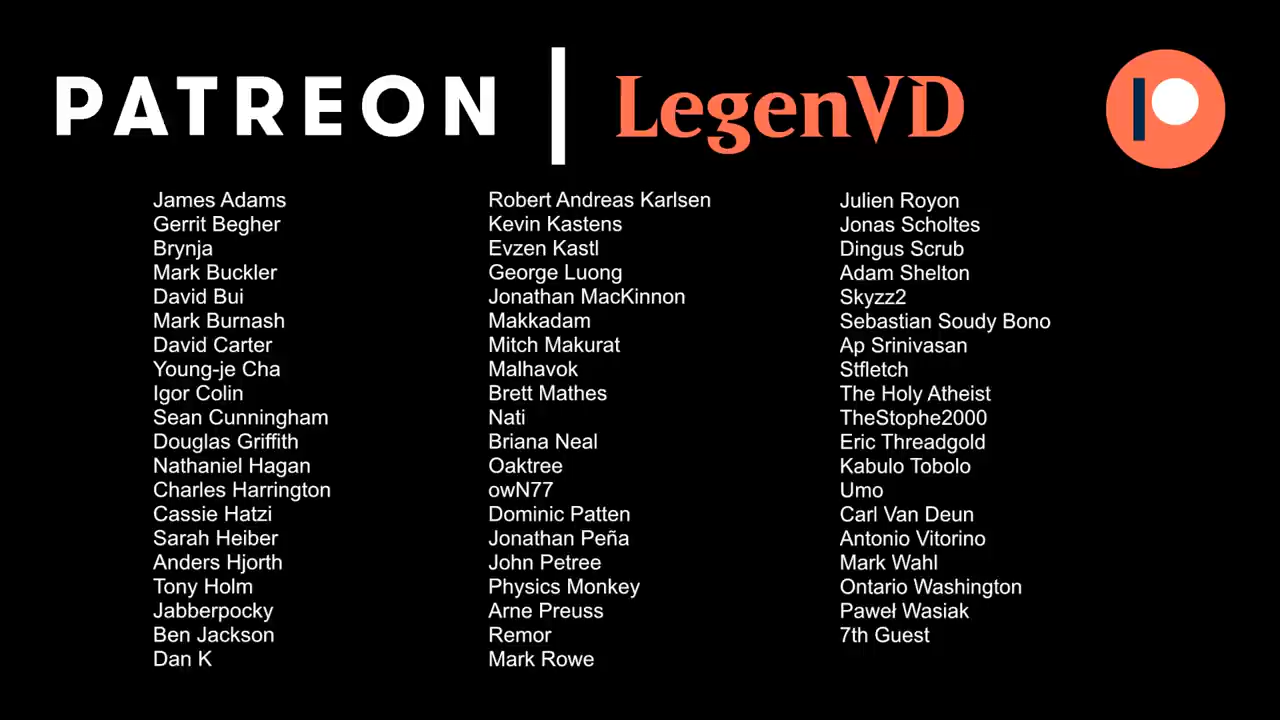 PATREON | LegenVD
James Adams
Gerrit Begher
Brynja
Mark Buckler
David Bui
Mark Burnash
David Carter
Young-je Cha
Igor Colin
Sean Cunningham
Douglas Griffith
Nathaniel Hagan
Charles Harrington
Cassie Hatzi
Sarah Heiber
Anders Hjorth
Tony Holm
Jabberpocky
Ben Jackson
Dan K
Robert Andreas Karlsen
Kevin Kastens
Evzen Kastl
George Luong
Jonathan MacKinnon
Makkadam
Mitch Makurat
Malhavok
Brett Mathes
Nati
Briana Neal
Oaktree
owN77
Dominic Patten
Jonathan Peña
John Petree
Physics Monkey
Arne Preuss
Remor
Mark Rowe
Julien Royon
Jonas Scholtes
Dingus Scrub
Adam Shelton
Skyzz2
Sebastian Soudy Bono
Ap Srinivasan
Stfletch
The Holy Atheist
TheStophe2000
Eric Threadgold
Kabulo Tobolo
Umo
Carl Van Deun
Antonio Vitorino
Mark Wahl
Ontario Washington
Paweł Wasiak
7th Guest